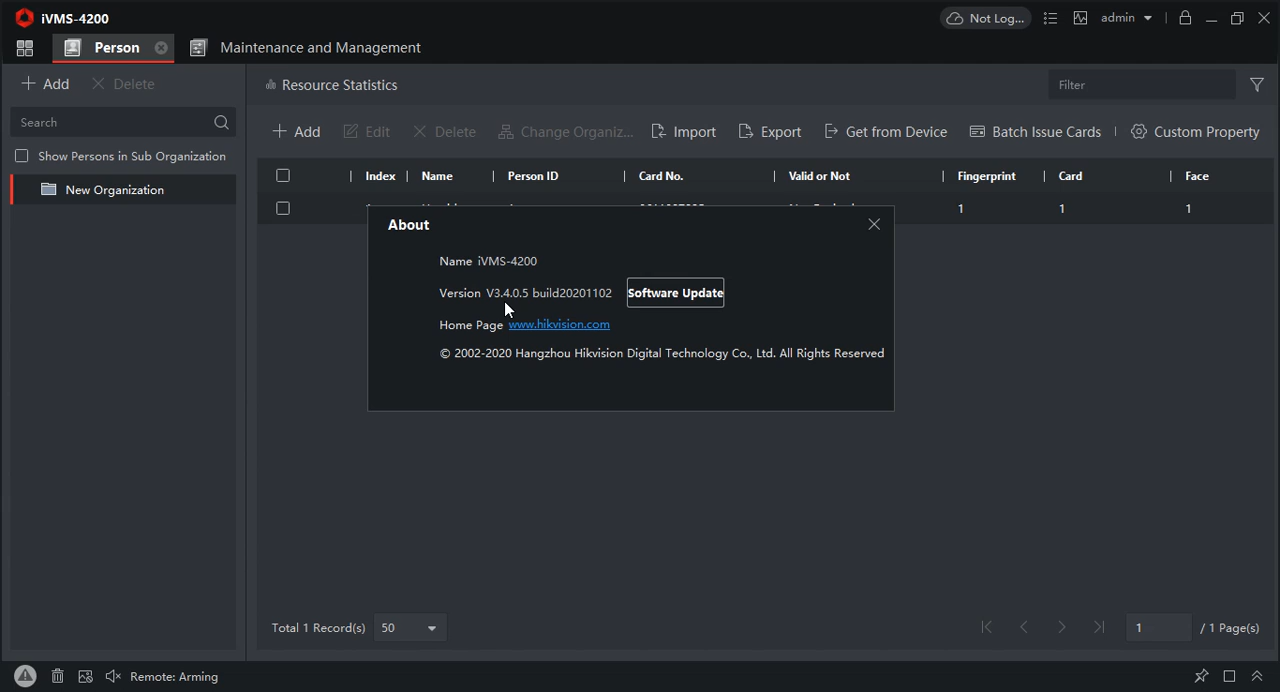 iVMS-4200
Not Log...
admin
Person
Maintenance and Management
Add
Delete
Resource Statistics
Filter
Search
Add
Edit
Delete
Change Organiz...
Import
Export
Get from Device
Batch Issue Cards
Custom Property
Show Persons in Sub Organization
New Organization
Index
Name
Person ID
Card No.
Valid or Not
Fingerprint
Card
Face
1
1
1
About
Name iVMS-4200
Version V3.4.0.5 build20201102
Software Update
Home Page www.hikvision.com
© 2002-2020 Hangzhou Hikvision Digital Technology Co., Ltd. All Rights Reserved
Total 1 Record(s)
50
1
/ 1 Page(s)
Remote: Arming